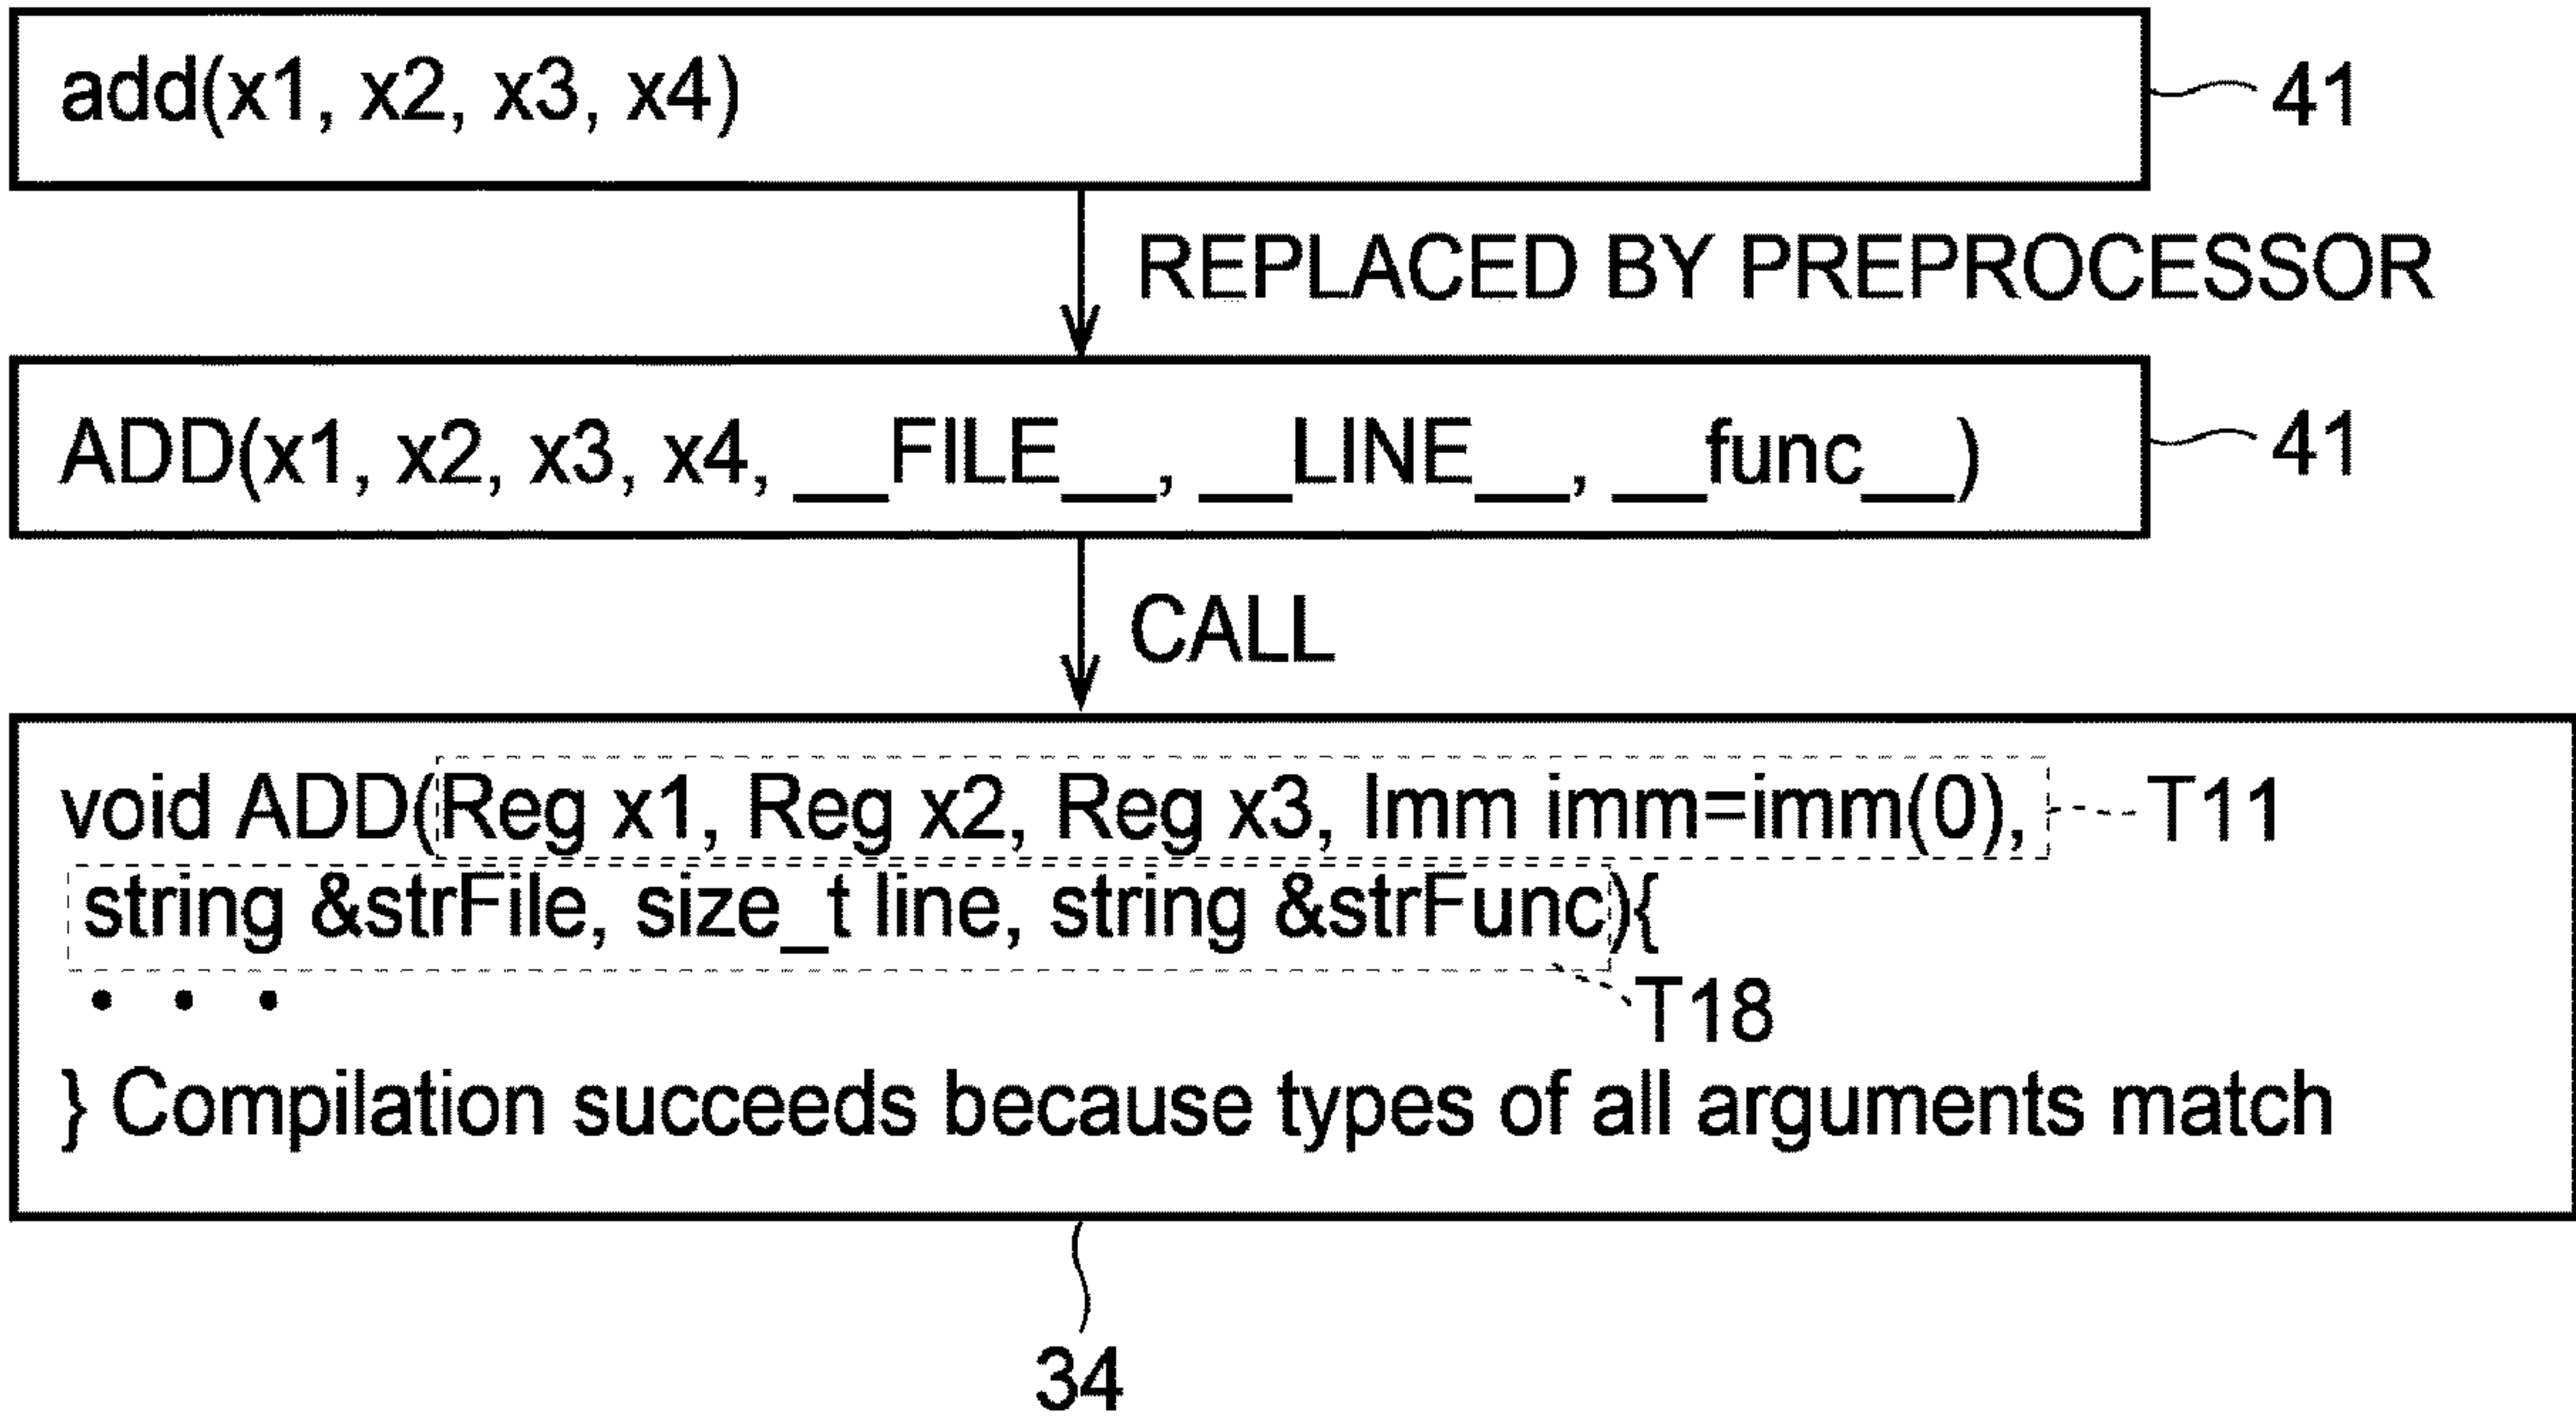 add(x1, x2, x3, x4)
41
REPLACED BY PREPROCESSOR
ADD(x1, x2, x3, x4, __FILE__, __LINE__, __func__)
41
CALL
void ADD(Reg x1, Reg x2, Reg x3, Imm imm=imm(0),
T11
string &strFile, size_t line, string &strFunc){
• • •
T18
} Compilation succeeds because types of all arguments match
34